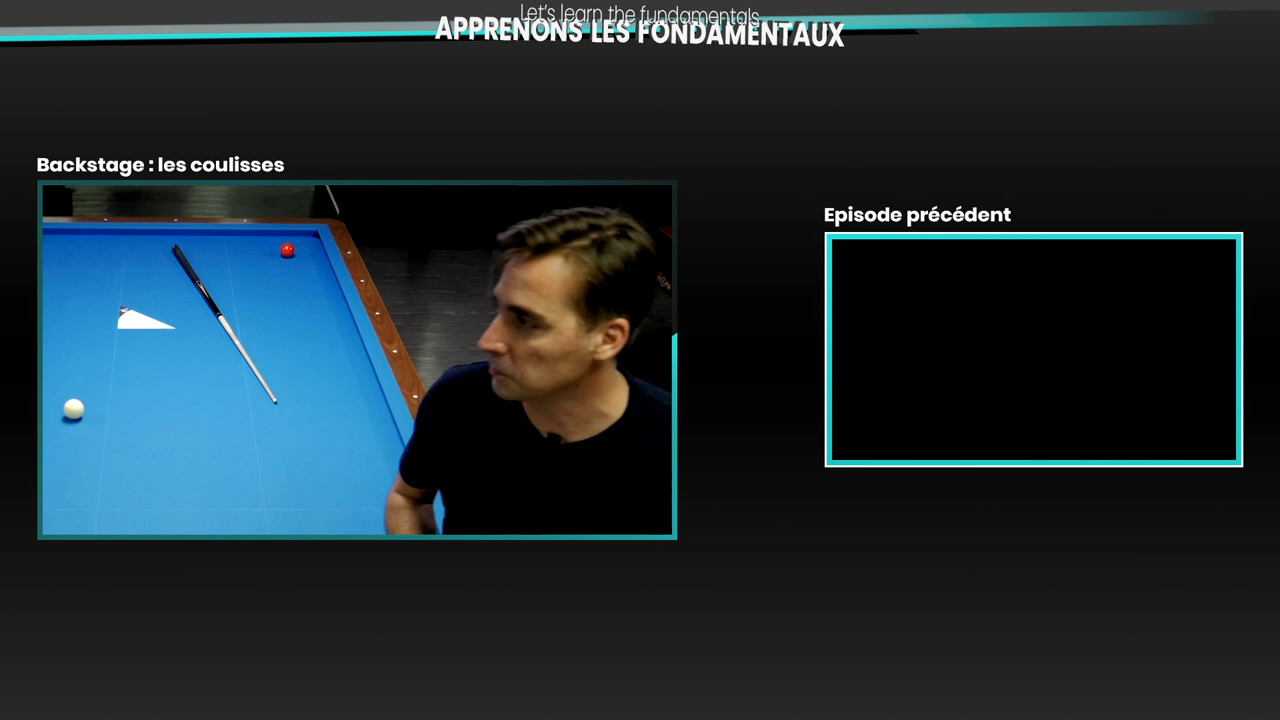 Let's learn the fundamentals
APPRENONS LES FONDAMENTAUX
Backstage : les coulisses
Episode précédent